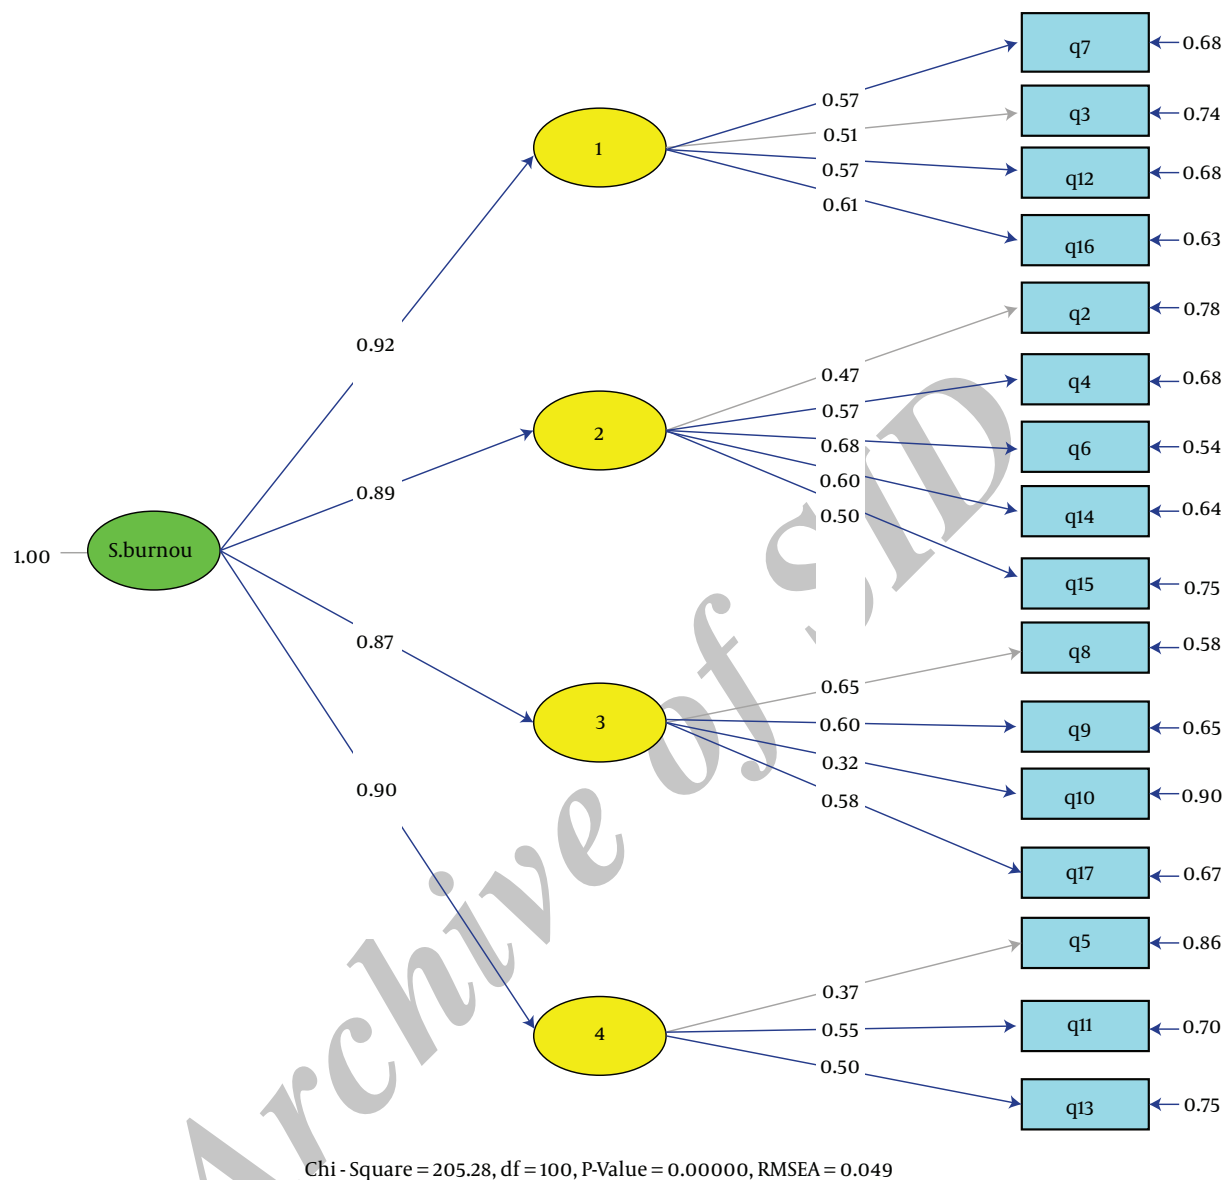 q7
0.68
0.57
q3
0.74
0.51
1
q12
0.68
0.57
0.61
q16
0.63
q2
0.78
0.92
0.47
q4
0.68
0.57
2
q6
0.54
0.68
0.60
0.89
q14
0.64
0.50
S.burnou
1.00
q15
0.75
0.87
q8
0.58
0.65
3
0.60
q9
0.65
0.32
0.90
q10
0.90
0.58
q17
0.67
q5
0.86
0.37
4
0.55
q11
0.70
0.50
q13
0.75
Archive of SID
Chi - Square = 205.28, df = 100, P-Value = 0.00000, RMSEA = 0.049